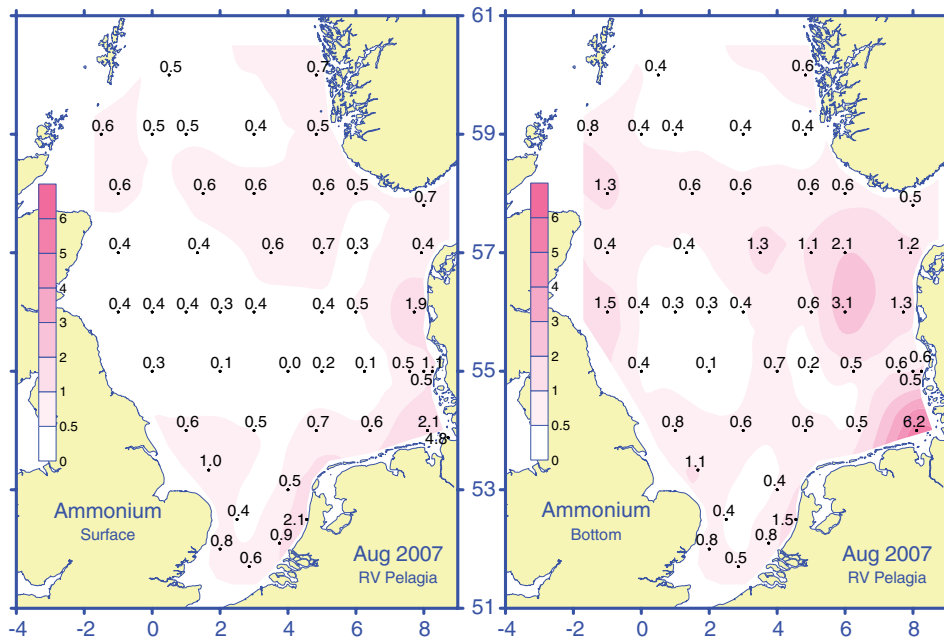 61
0.5 0.7 0.4 0.6
0.6 0.5 0.5 0.4 0.5 59 0.8 0.4 0.4 0.4 0.4
0.6 0.6 0.6 0.6 0.5 0.7 1.3 0.6 0.6 0.6 0.6 0.5
0.4 0.4 0.6 0.7 0.3 0.4 57 0.4 0.4 1.3 1.1 2.1 1.2
0.4 0.4 0.4 0.3 0.4 0.4 0.5 1.9 1.5 0.4 0.3 0.3 0.4 0.6 3.1 1.3
0.3 0.1 0.0 0.2 0.1 0.5 1.1 0.5 55 0.4 0.1 0.7 0.2 0.5 0.6 0.6 0.5
0.6 0.5 0.7 0.6 2.1 4.8 0.8 0.6 0.6 0.5 6.2
1.0 0.5 53 1.1 0.4
0.4 2.1 0.4 1.5
0.8 0.9 0.8 0.8
0.6 0.5
6 6
5 5
4 4
3 3
2 2
1 1
0.5 0.5
0 0
Ammonium Ammonium
Surface Bottom
Aug 2007 Aug 2007
RV Pelagia RV Pelagia
51
-4 -2 0 2 4 6 8 -4 -2 0 2 4 6 8